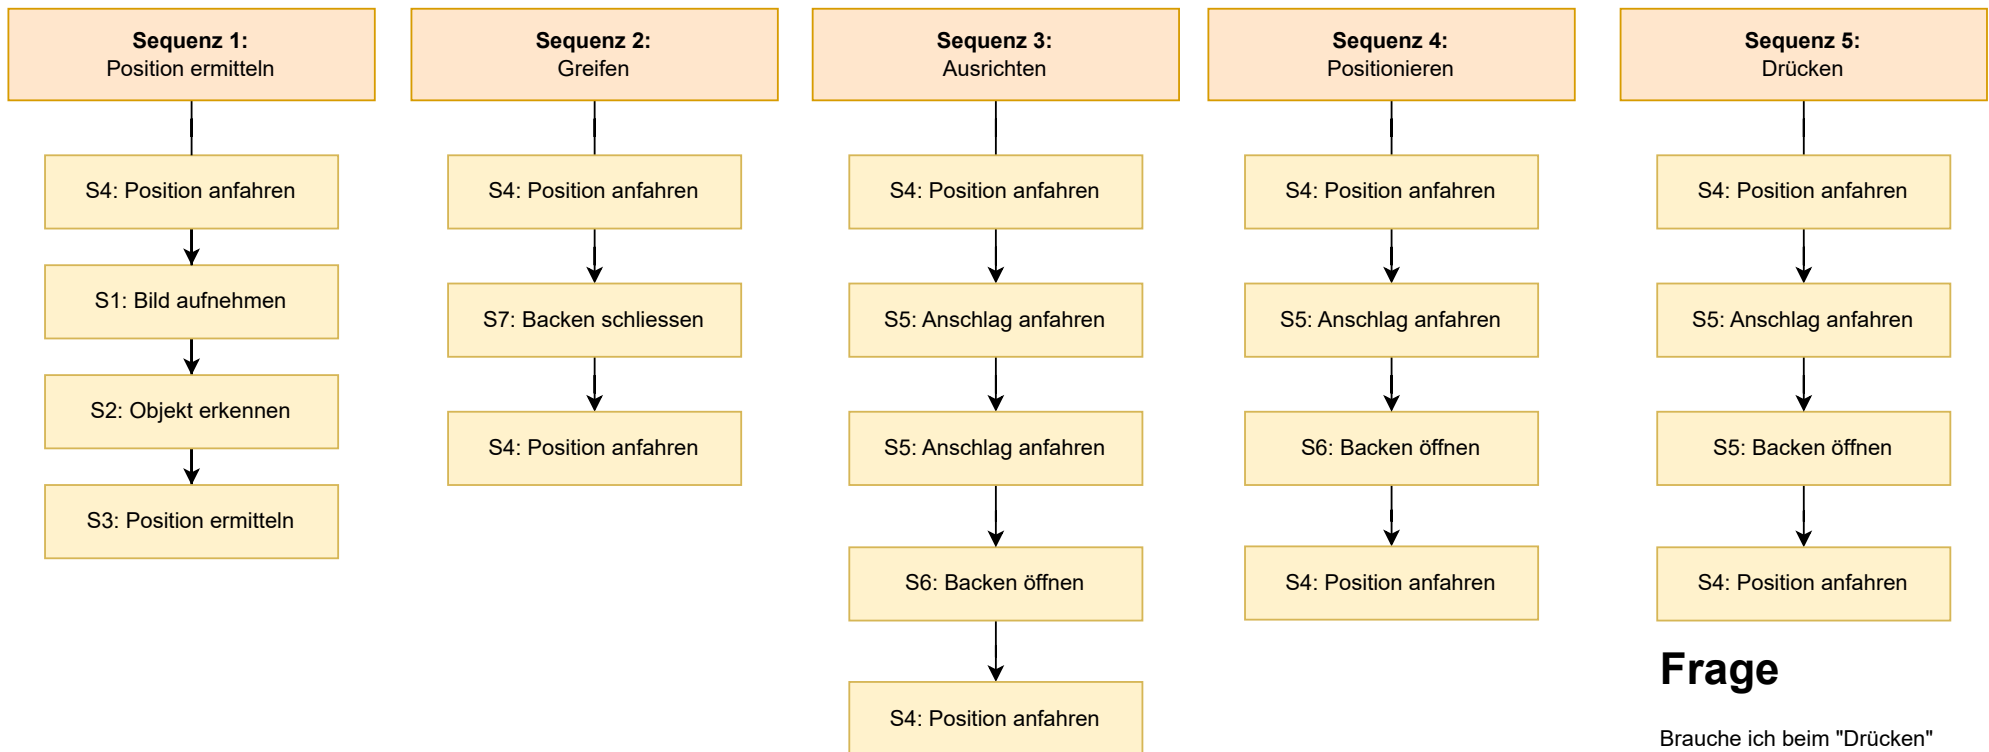 Sequenz 1:
Position ermitteln
S4: Position anfahren
S1: Bild aufnehmen
S2: Objekt erkennen
S3: Position ermitteln
Sequenz 2:
Greifen
S4: Position anfahren
S7: Backen schliessen
S4: Position anfahren
Sequenz 3:
Ausrichten
S4: Position anfahren
S5: Anschlag anfahren
S5: Anschlag anfahren
S6: Backen öffnen
S4: Position anfahren
Sequenz 4:
Positionieren
S4: Position anfahren
S5: Anschlag anfahren
S6: Backen öffnen
S4: Position anfahren
Sequenz 5:
Drücken
S4: Position anfahren
S5: Anschlag anfahren
S5: Backen öffnen
S4: Position anfahren
Frage
Brauche ich beim "Drücken"